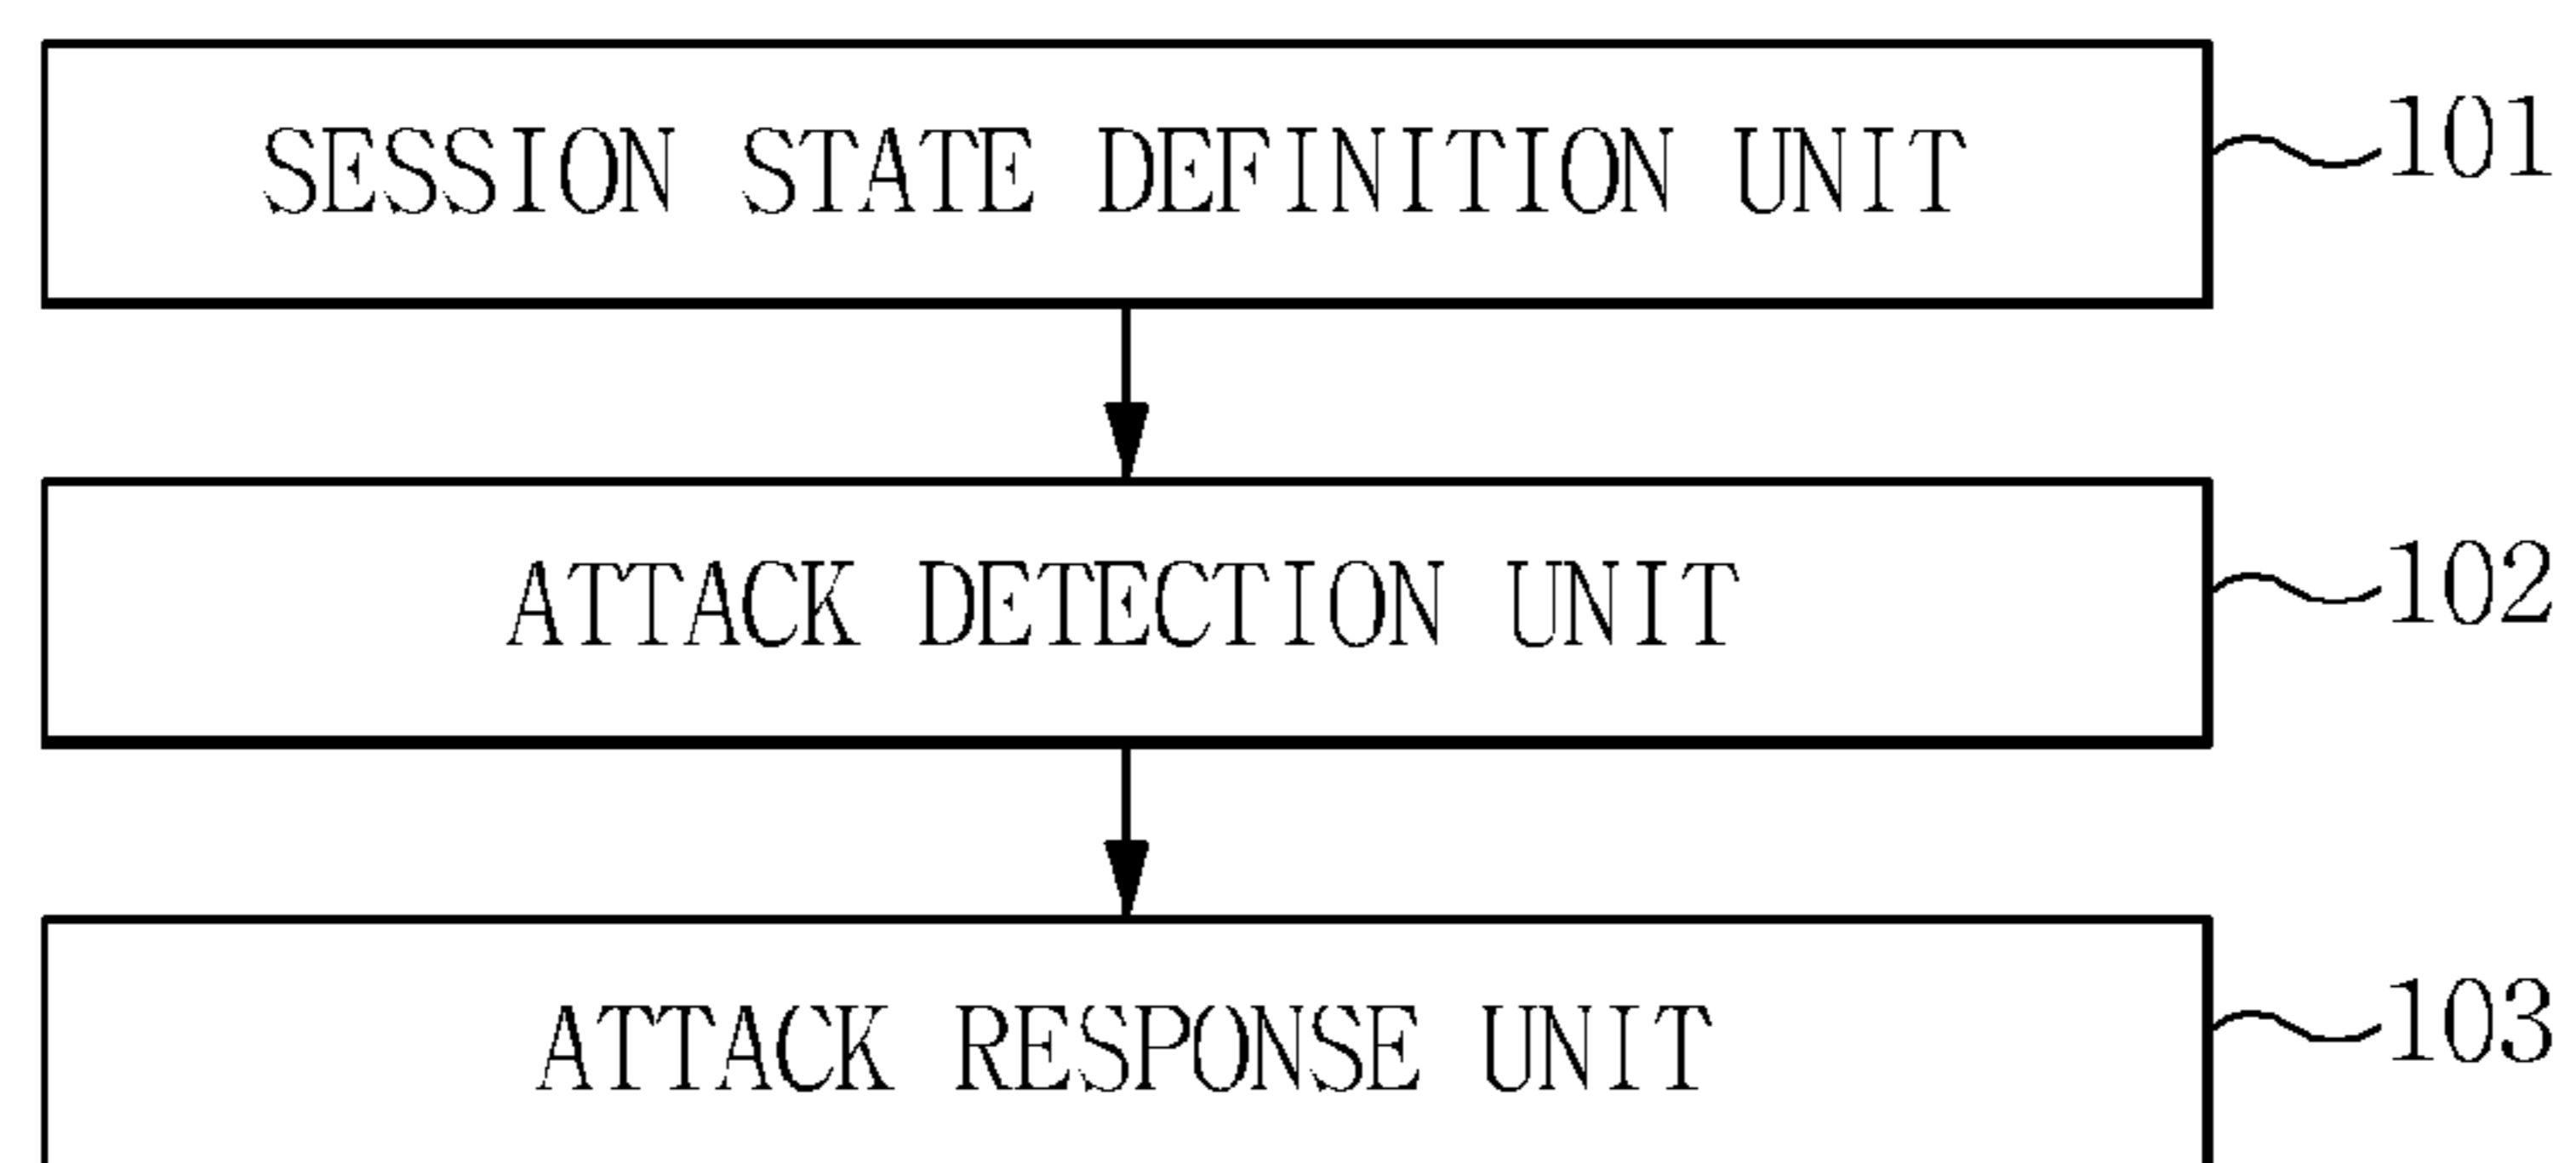 SESSION STATE DEFINITION UNIT 101
ATTACK DETECTION UNIT 102
ATTACK RESPONSE UNIT 103